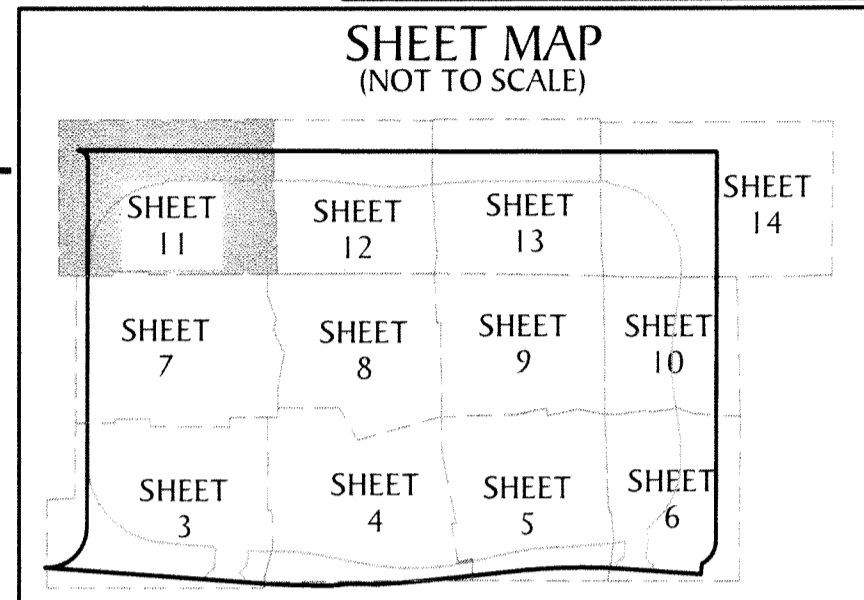 SHEET MAP
(NOT TO SCALE)
SHEET
11
SHEET
12
SHEET
13
SHEET
14
SHEET
7
SHEET
8
SHEET
9
SHEET
10
SHEET
3
SHEET
4
SHEET
5
SHEET
6